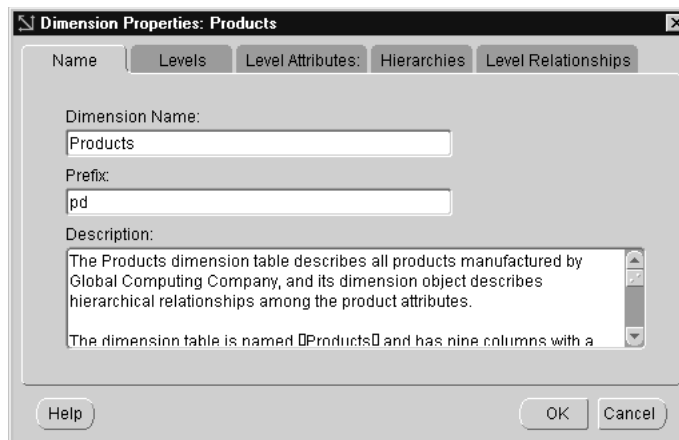 Dimension Properties: Products
Name Levels Level Attributes: Hierarchies Level Relationships
Dimension Name:
Products
Prefix:
pd
Description:
The Products dimension table describes all products manufactured by
Global Computing Company, and its dimension object describes
hierarchical relationships among the product attributes.
The dimension table is named ▯Products▯ and has nine columns with a
Help OK Cancel